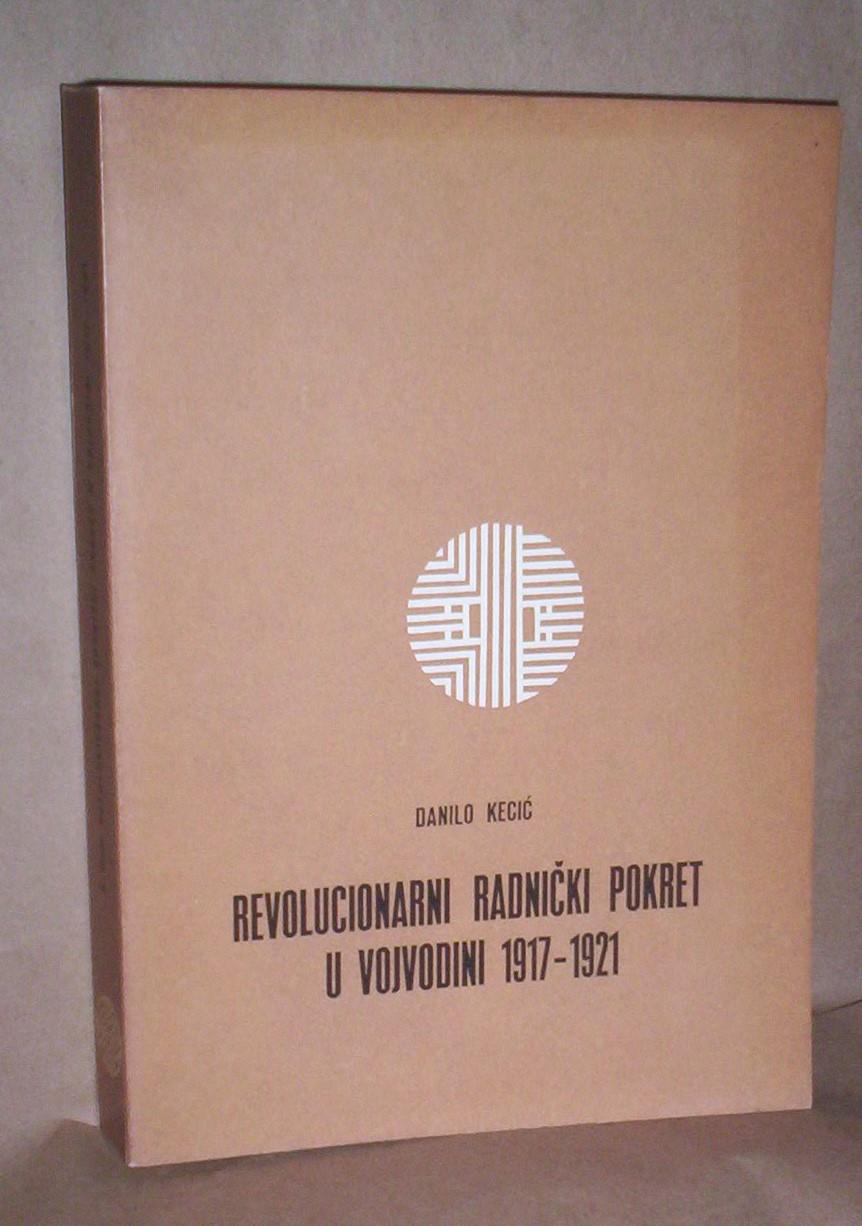 DANILO KECIĆ
REVOLUCIONARNI RADNIČKI POKRET
U VOJVODINI 1917-1921